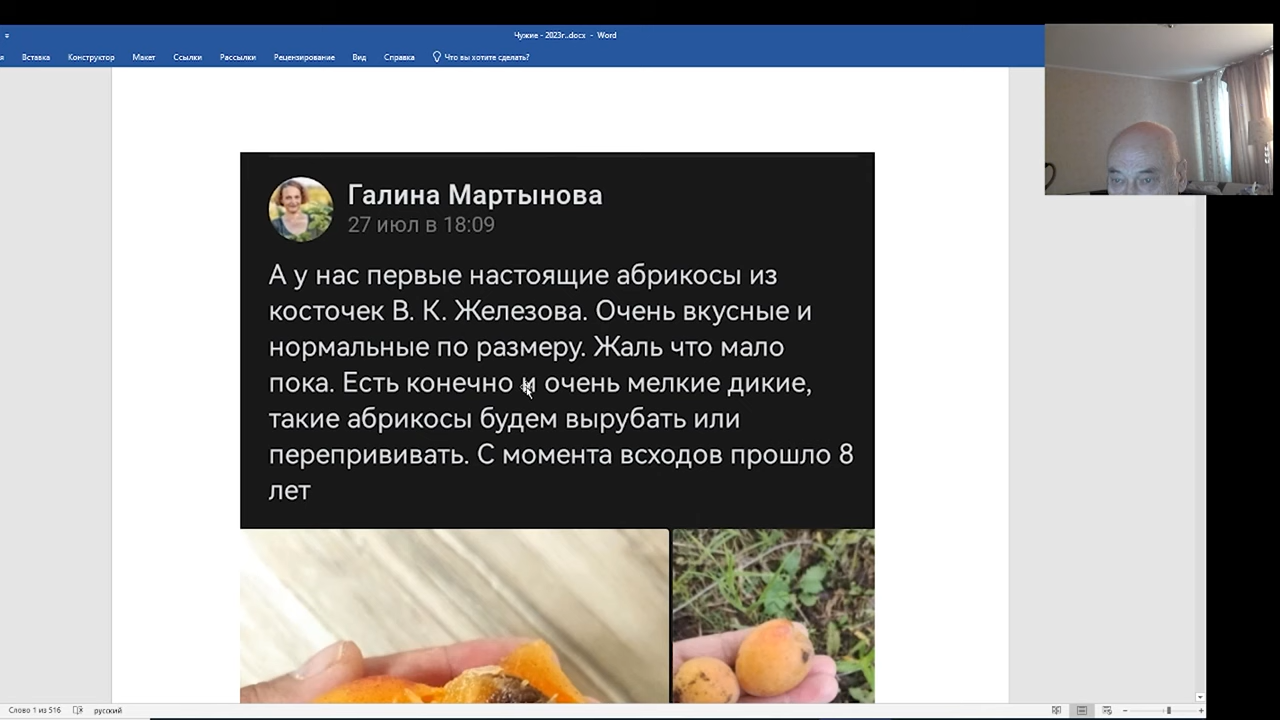 Чужие - 2023г..docx - Word
Вставка Конструктор Макет Ссылки Рассылки Рецензирование Вид Справка Что вы хотите сделать?
Галина Мартынова
27 июл в 18:09
А у нас первые настоящие абрикосы из
косточек В. К. Железова. Очень вкусные и
нормальные по размеру. Жаль что мало
пока. Есть конечно и очень мелкие дикие,
такие абрикосы будем вырубать или
перепрививать. С момента всходов прошло 8
лет
Слово 1 из 516 русский